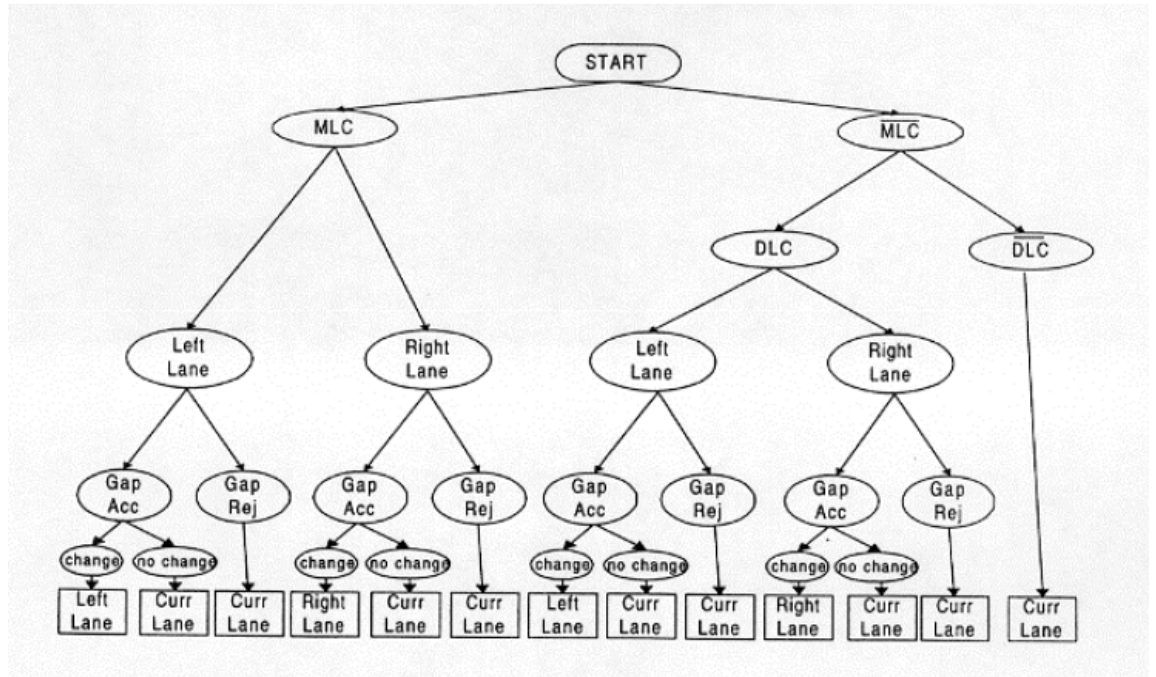 START
MLC
M̅L̅C̅
DLC
D̅L̅C̅
Left
Lane
Right
Lane
Left
Lane
Right
Lane
Gap
Acc
Gap
Rej
Gap
Acc
Gap
Rej
Gap
Acc
Gap
Rej
Gap
Acc
Gap
Rej
change
no change
change
no change
change
no change
change
no change
Left
Lane
Curr
Lane
Curr
Lane
Right
Lane
Curr
Lane
Curr
Lane
Left
Lane
Curr
Lane
Curr
Lane
Right
Lane
Curr
Lane
Curr
Lane
Curr
Lane